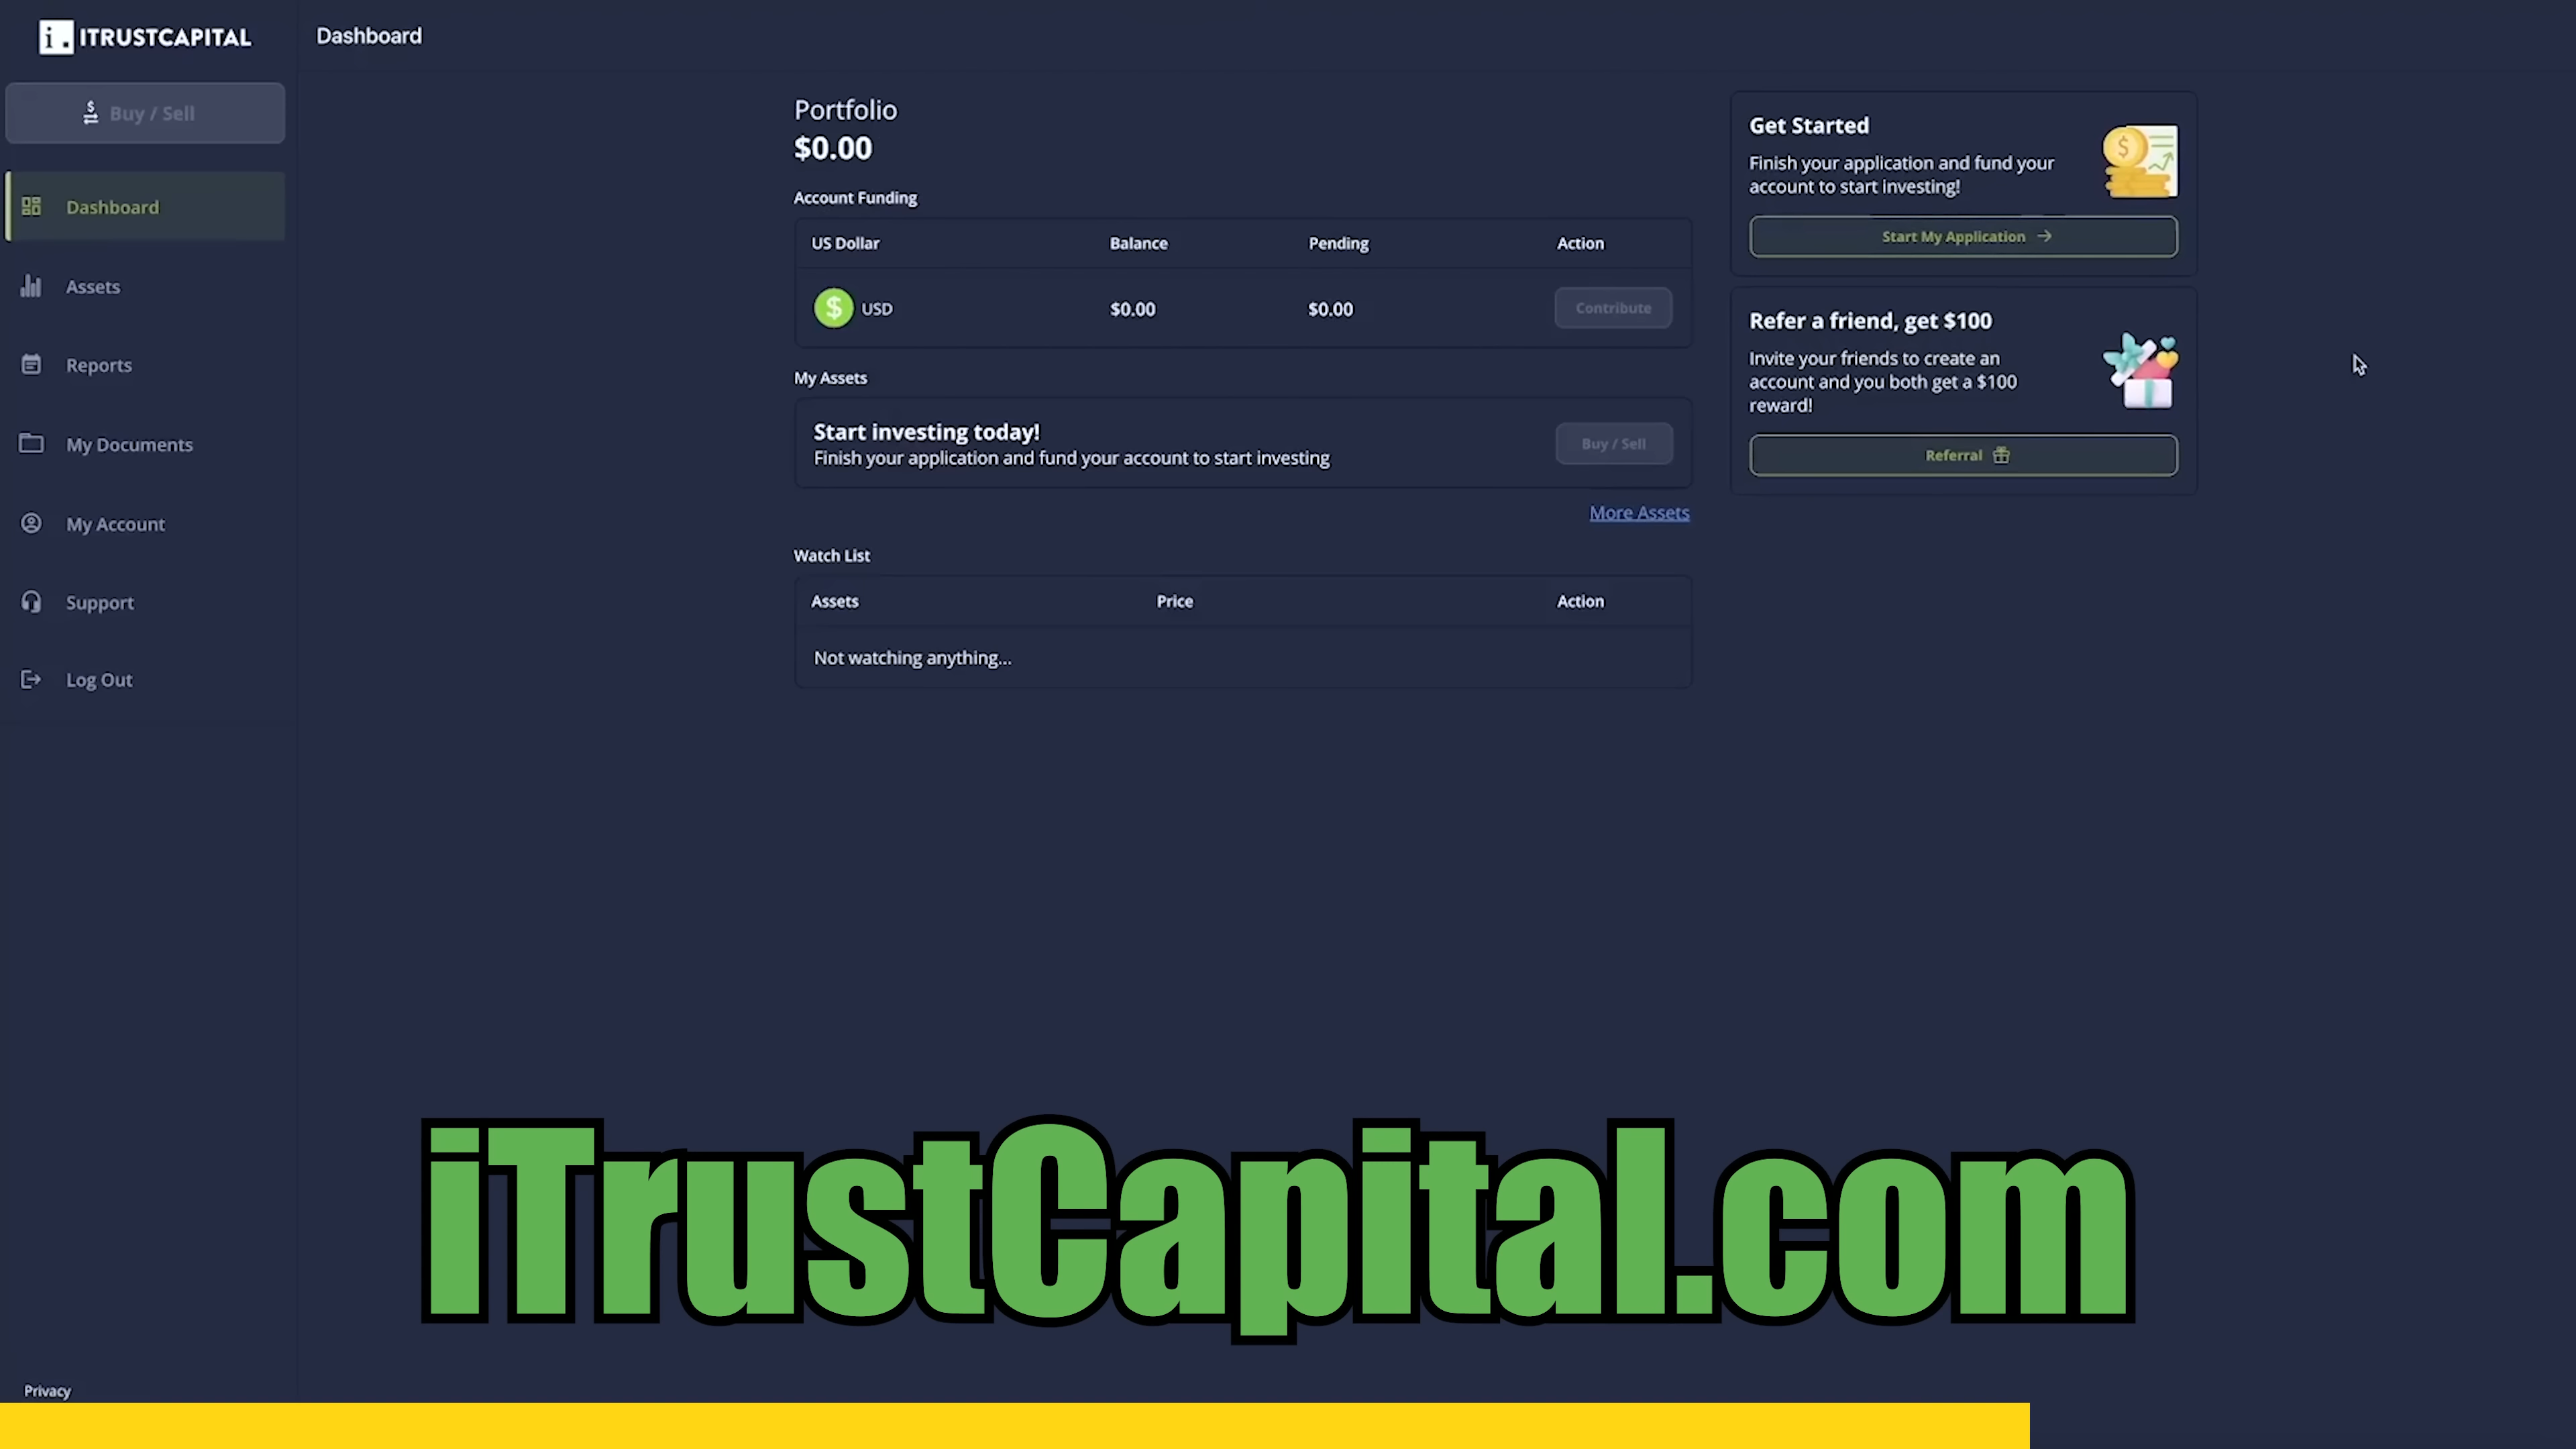 i. ITRUSTCAPITAL
Dashboard
Buy / Sell
Dashboard
Assets
Reports
My Documents
My Account
Support
Log Out
Privacy
Portfolio
$0.00
Account Funding
US Dollar Balance Pending Action
$ USD $0.00 $0.00 Contribute
My Assets
Start investing today!
Finish your application and fund your account to start investing
Buy / Sell
More Assets
Watch List
Assets Price Action
Not watching anything...
Get Started
Finish your application and fund your
account to start investing!
Start My Application
Refer a friend, get $100
Invite your friends to create an
account and you both get a $100
reward!
Referral
iTrustCapital.com